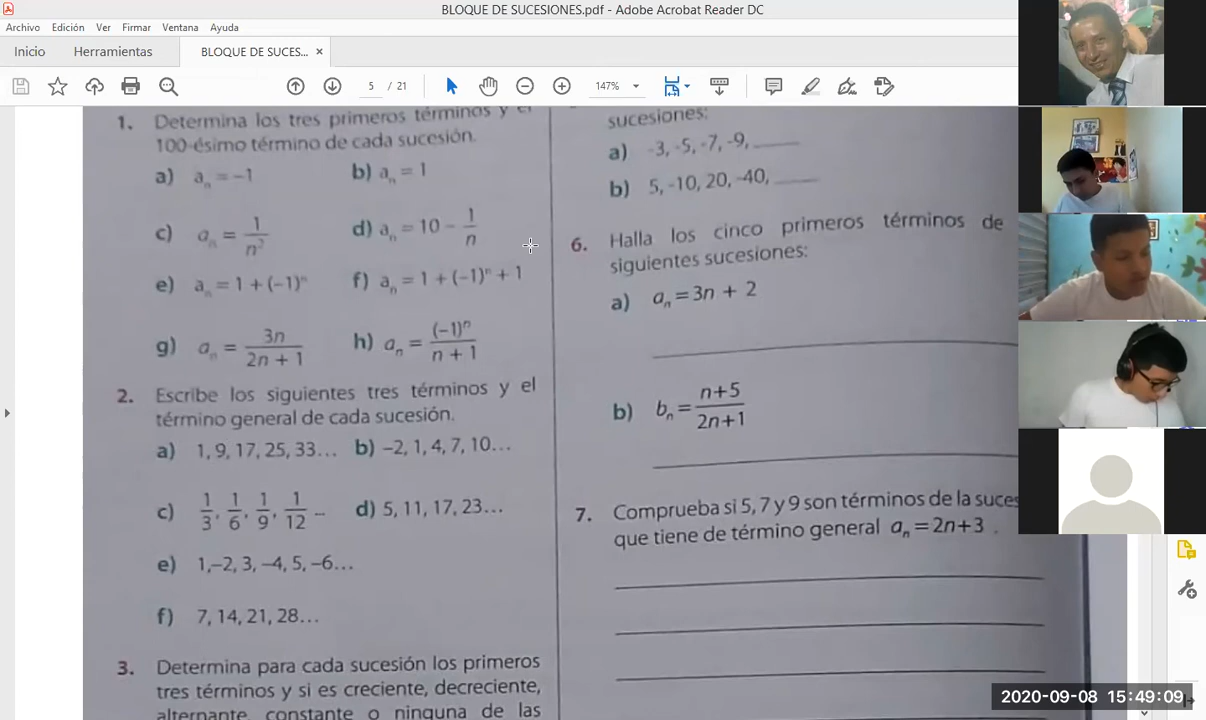 BLOQUE DE SUCESIONES.pdf - Adobe Acrobat Reader DC
Archivo Edición Ver Firmar Ventana Ayuda
Inicio Herramientas BLOQUE DE SUCES... ×
5 / 21 147%
1. Determina los tres primeros términos y el
100-ésimo término de cada sucesión.
a) aₙ = −1 b) aₙ = 1
c) aₙ = 1/n² d) aₙ = 10 − 1/n
e) aₙ = 1 + (−1)ⁿ f) aₙ = 1 + (−1)ⁿ + 1
g) aₙ = 3n/(2n + 1) h) aₙ = (−1)ⁿ/(n + 1)
2. Escribe los siguientes tres términos y el
término general de cada sucesión.
a) 1, 9, 17, 25, 33... b) −2, 1, 4, 7, 10...
c) 1/3, 1/6, 1/9, 1/12 ... d) 5, 11, 17, 23...
e) 1,−2, 3, −4, 5, −6...
f) 7, 14, 21, 28...
3. Determina para cada sucesión los primeros
tres términos y si es creciente, decreciente,
alternante, constante o ninguna de las
sucesiones:
a) -3, -5, -7, -9, ____
b) 5, -10, 20, -40, ____
6. Halla los cinco primeros términos de
siguientes sucesiones:
a) aₙ = 3n + 2
b) bₙ = n+5/2n+1
7. Comprueba si 5, 7 y 9 son términos de la suces
que tiene de término general aₙ = 2n+3 .
2020-09-08 15:49:09